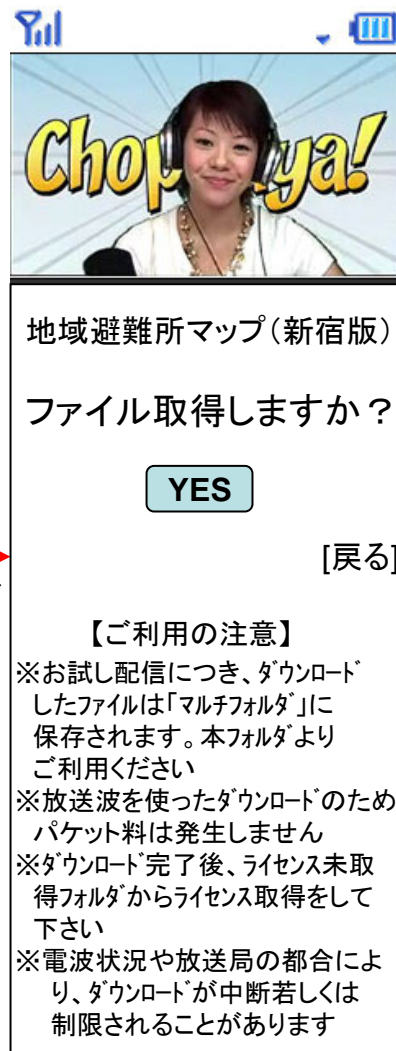 Chop ya!
地域避難所マップ（新宿版）
ファイル取得しますか？
YES
[戻る]
【ご利用の注意】
※お試し配信につき、ﾀﾞｳﾝﾛｰﾄﾞ
したﾌｧｲﾙは｢ﾏﾙﾁﾌｫﾙﾀﾞ｣に
保存されます。本ﾌｫﾙﾀﾞより
ご利用ください
※放送波を使ったﾀﾞｳﾝﾛｰﾄﾞのため
パケット料は発生しません
※ﾀﾞｳﾝﾛｰﾄﾞ完了後、ﾗｲｾﾝｽ未取
得ﾌｫﾙﾀﾞからﾗｲｾﾝｽ取得をして
下さい
※電波状況や放送局の都合によ
り、ﾀﾞｳﾝﾛｰﾄﾞが中断若しくは
制限されることがあります